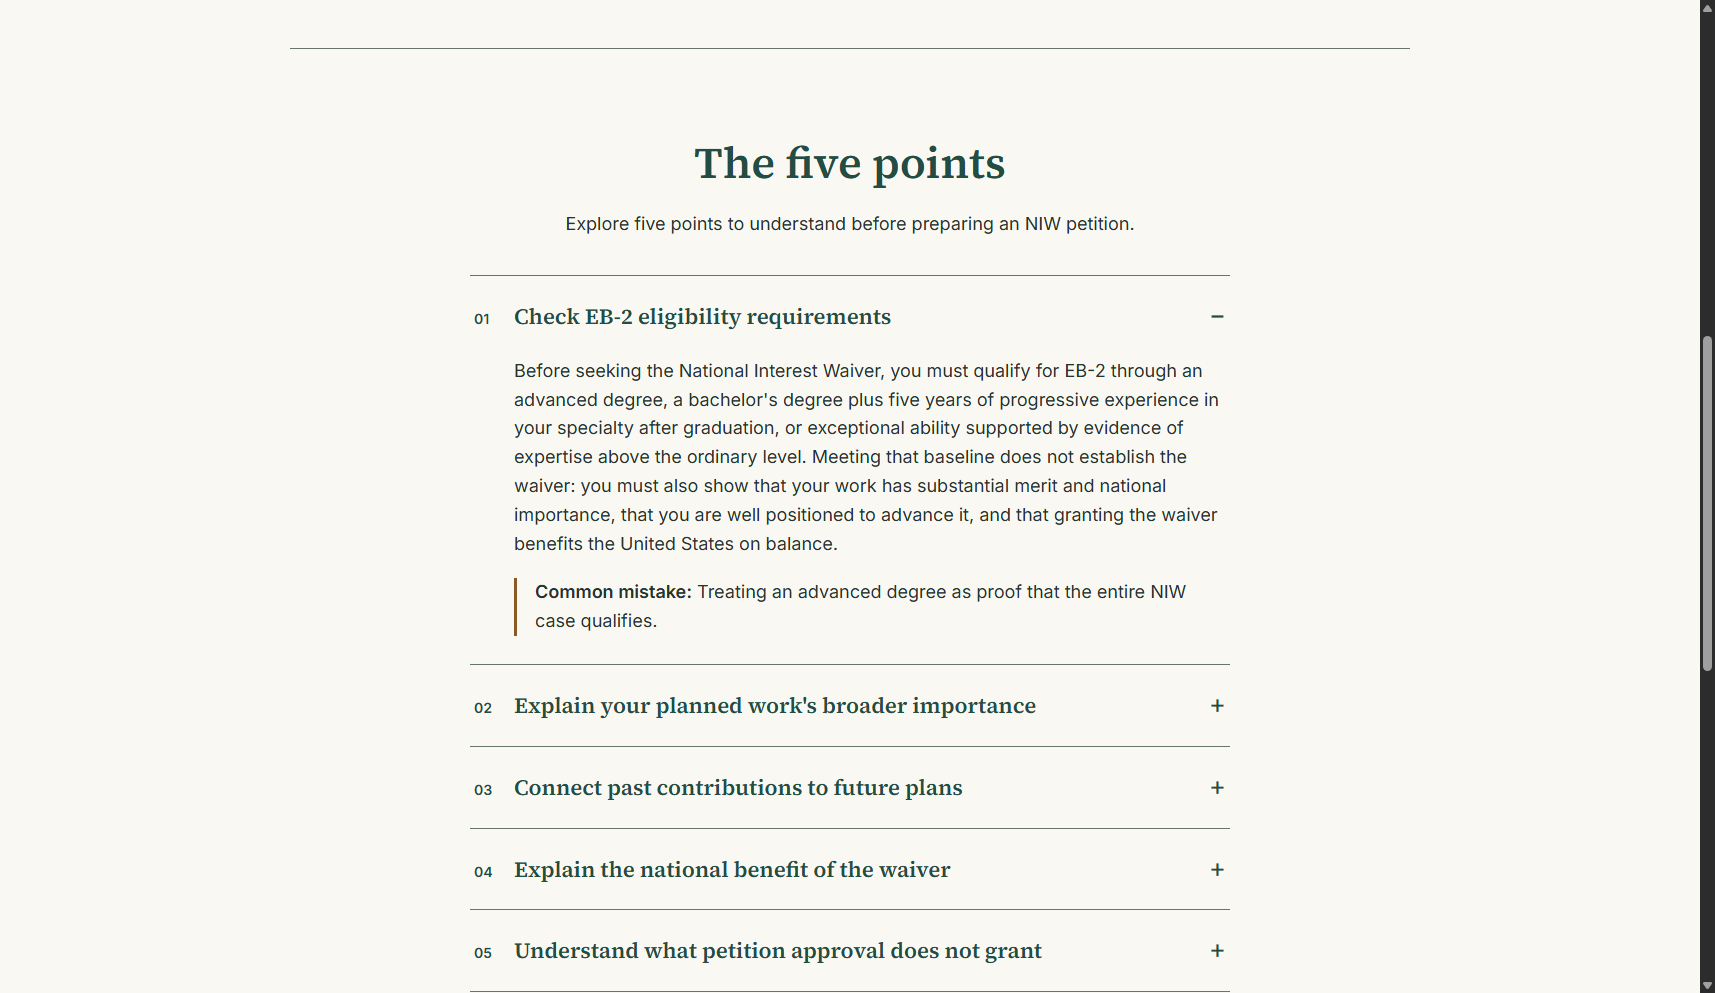 The five points
Explore five points to understand before preparing an NIW petition.
01 Check EB-2 eligibility requirements −
Before seeking the National Interest Waiver, you must qualify for EB-2 through an
advanced degree, a bachelor's degree plus five years of progressive experience in
your specialty after graduation, or exceptional ability supported by evidence of
expertise above the ordinary level. Meeting that baseline does not establish the
waiver: you must also show that your work has substantial merit and national
importance, that you are well positioned to advance it, and that granting the waiver
benefits the United States on balance.
Common mistake: Treating an advanced degree as proof that the entire NIW
case qualifies.
02 Explain your planned work's broader importance +
03 Connect past contributions to future plans +
04 Explain the national benefit of the waiver +
05 Understand what petition approval does not grant +